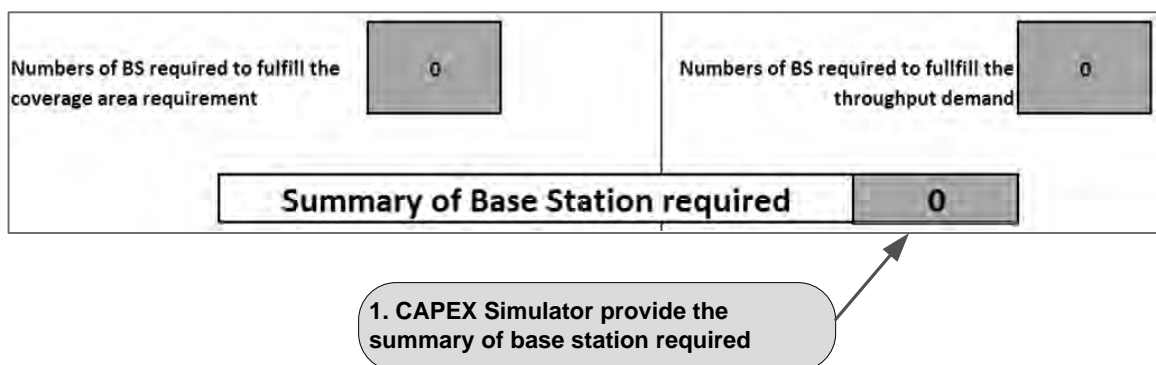 Numbers of BS required to fulfill the
coverage area requirement
0
Numbers of BS required to fullfill the
throughput demand
0
Summary of Base Station required
0
1. CAPEX Simulator provide the
summary of base station required